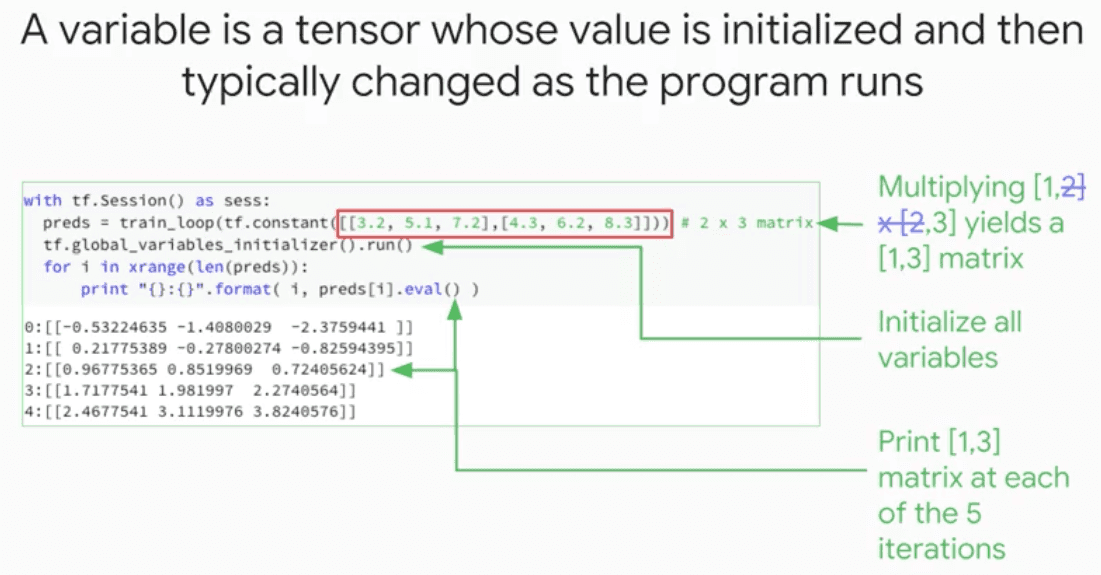 A variable is a tensor whose value is initialized and then
typically changed as the program runs
with tf.Session() as sess:
preds = train_loop(tf.constant([[3.2, 5.1, 7.2],[4.3, 6.2, 8.3]])) # 2 x 3 matrix
tf.global_variables_initializer().run()
for i in xrange(len(preds)):
print "{}:{}".format( i, preds[i].eval() )
0:[[-0.53224635 -1.4080029 -2.3759441 ]]
1:[[ 0.21775389 -0.27800274 -0.82594395]]
2:[[0.96775365 0.8519969 0.72405624]]
3:[[1.7177541 1.981997 2.2740564]]
4:[[2.4677541 3.1119976 3.8240576]]
Multiplying [1,2]
x [2,3] yields a
[1,3] matrix
Initialize all
variables
Print [1,3]
matrix at each
of the 5
iterations